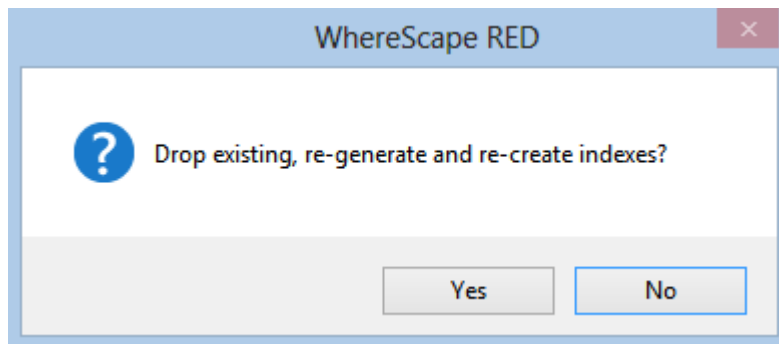 WhereScape RED
?
Drop existing, re-generate and re-create indexes?
Yes
No